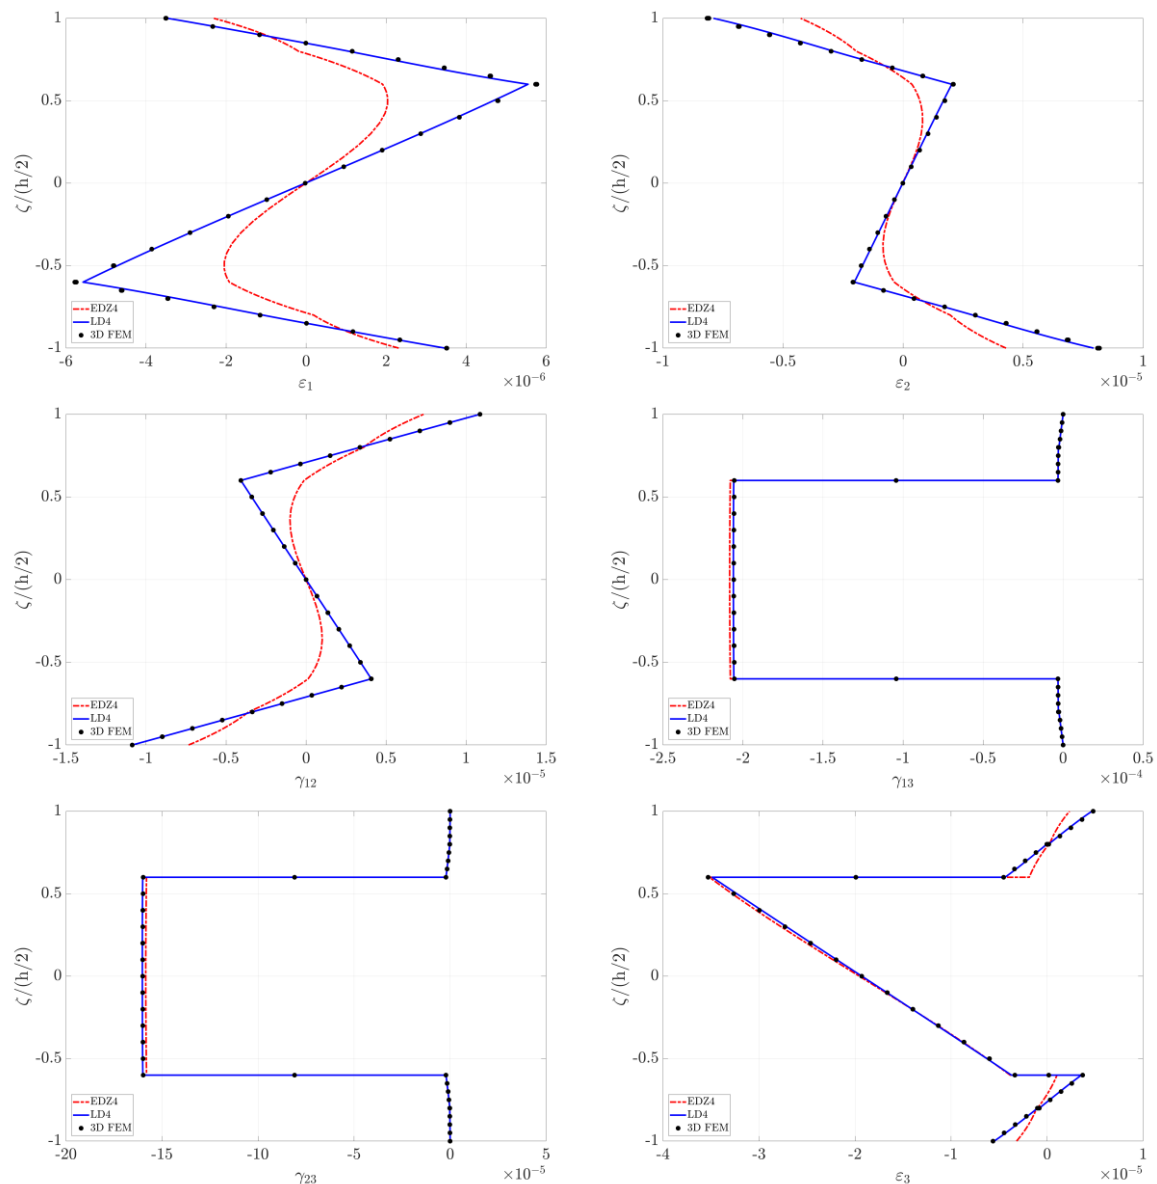 1
0.5
0
-0.5
-1
ζ/(h/2)
EDZ4
LD4
3D FEM
-6 -4 -2 0 2 4 6
ε₁ ×10⁻⁶
1
0.5
0
-0.5
-1
ζ/(h/2)
EDZ4
LD4
3D FEM
-1 -0.5 0 0.5 1
ε₂ ×10⁻⁵
1
0.5
0
-0.5
-1
ζ/(h/2)
EDZ4
LD4
3D FEM
-1.5 -1 -0.5 0 0.5 1 1.5
γ₁₂ ×10⁻⁵
1
0.5
0
-0.5
-1
ζ/(h/2)
EDZ4
LD4
3D FEM
-2.5 -2 -1.5 -1 -0.5 0 0.5
γ₁₃ ×10⁻⁴
1
0.5
0
-0.5
-1
ζ/(h/2)
EDZ4
LD4
3D FEM
-20 -15 -10 -5 0 5
γ₂₃ ×10⁻⁵
1
0.5
0
-0.5
-1
ζ/(h/2)
EDZ4
LD4
3D FEM
-4 -3 -2 -1 0 1
ε₃ ×10⁻⁵